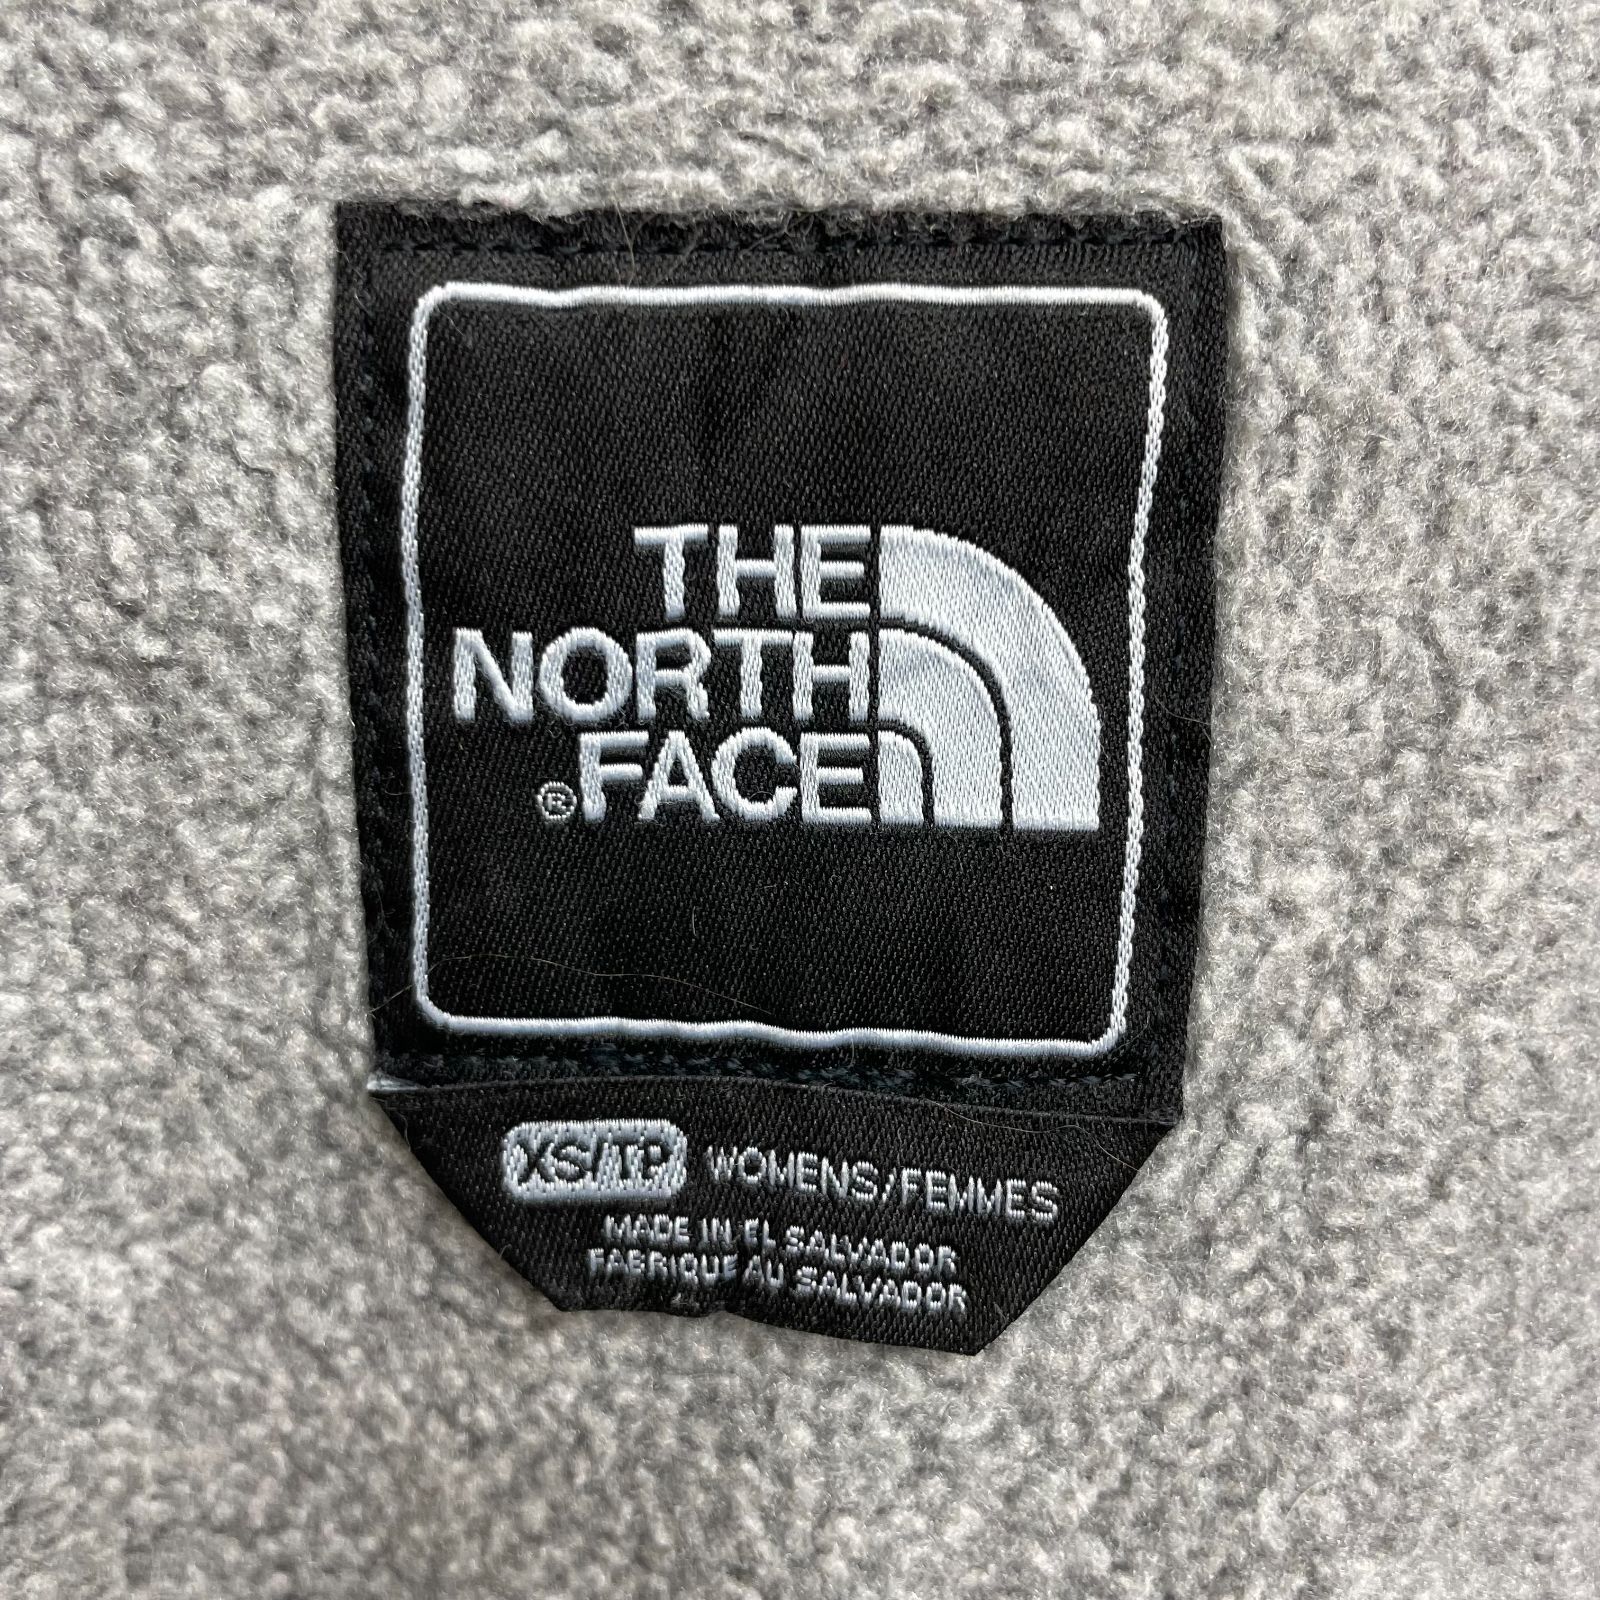 THE
NORTH
®FACE
XS/TP WOMENS/FEMMES
MADE IN EL SALVADOR
FABRIQUE AU SALVADOR